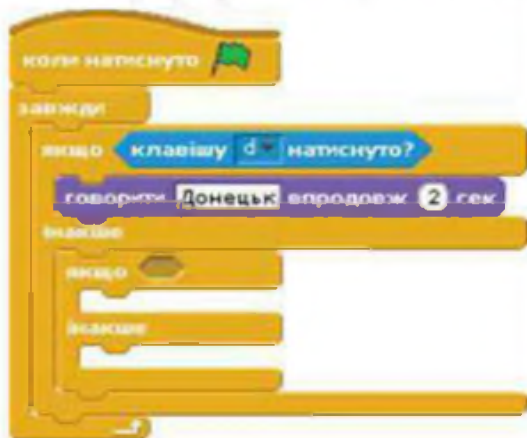 коли натиснуто
завжди
якщо клавішу d натиснуто?
говорити Донецьк впродовж 2 сек
інакше
якщо
інакше